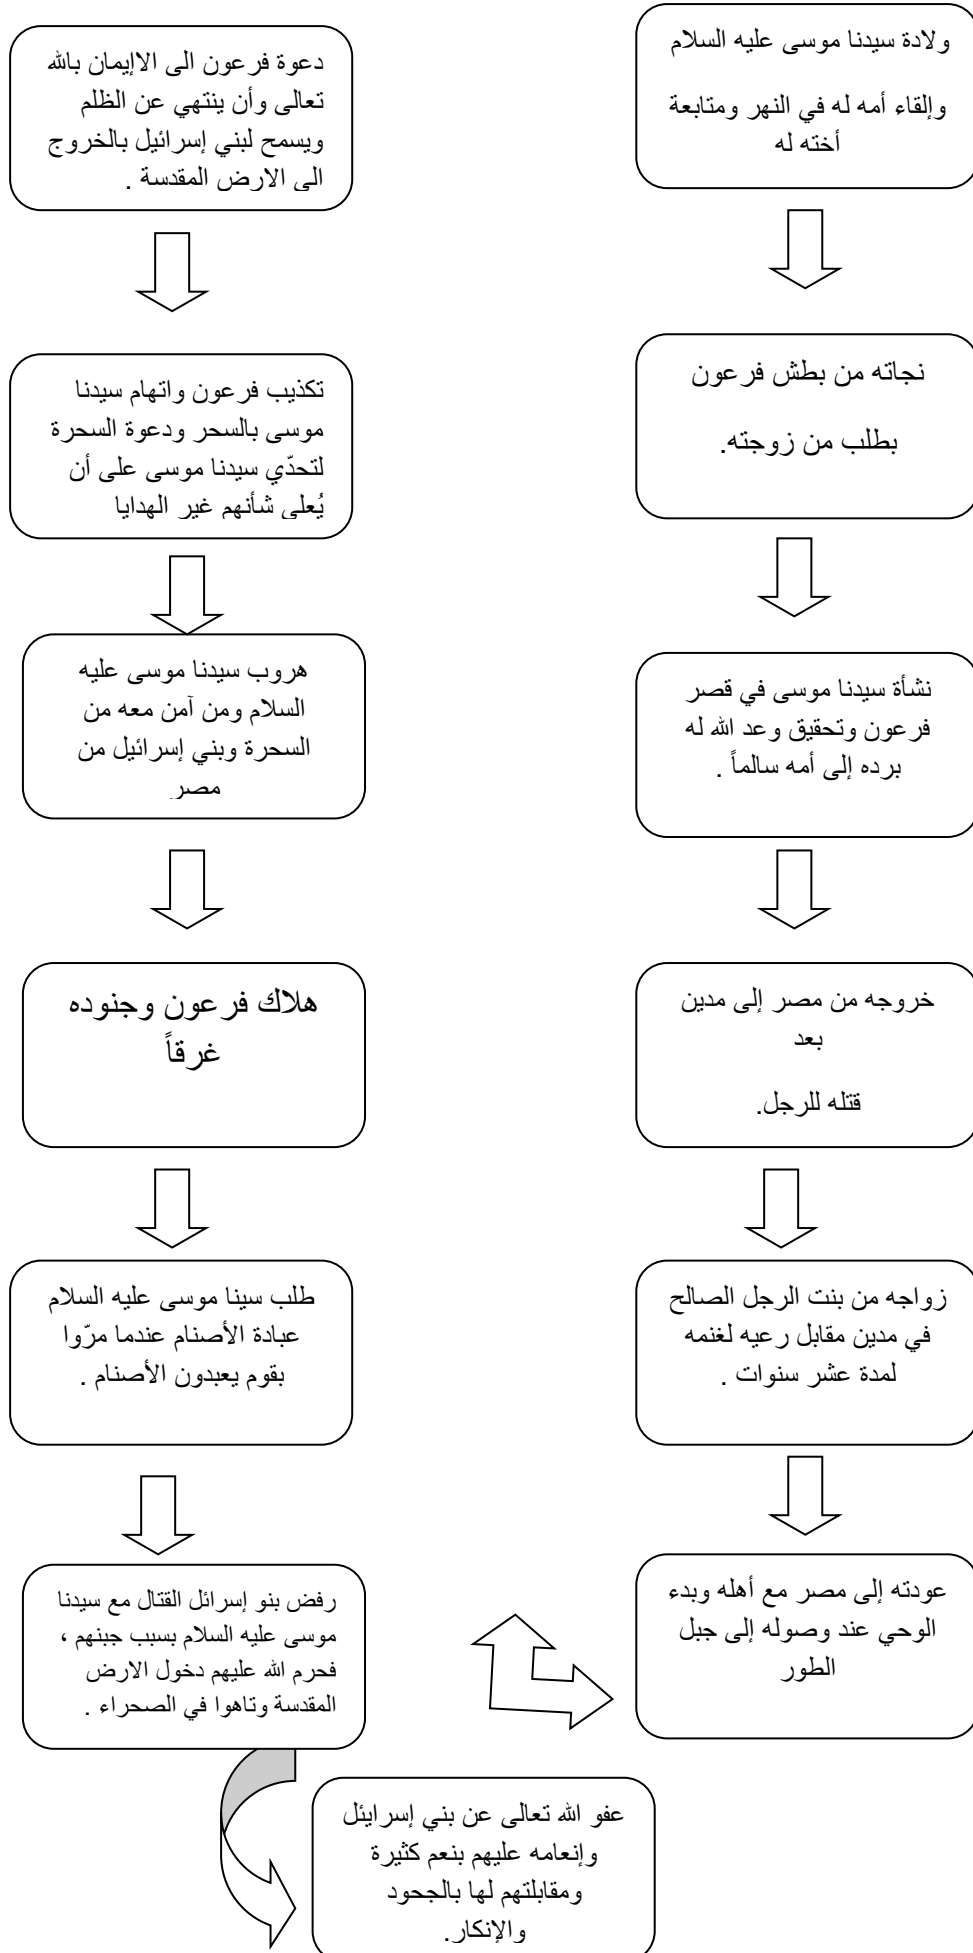 ولادة سيدنا موسى عليه السلام
وإلقاء أمه له في النهر ومتابعة
أخته له
نجاته من بطش فرعون
بطلب من زوجته.
نشأة سيدنا موسى في قصر
فرعون وتحقيق وعد الله له
برده إلى أمه سالماً .
خروجه من مصر إلى مدين
بعد
قتله للرجل.
زواجه من بنت الرجل الصالح
في مدين مقابل رعيه لغنمه
لمدة عشر سنوات .
عودته إلى مصر مع أهله وبدء
الوحي عند وصوله إلى جبل
الطور
دعوة فرعون الى الاإيمان بالله
تعالى وأن ينتهي عن الظلم
ويسمح لبني إسرائيل بالخروج
الى الارض المقدسة .
تكذيب فرعون واتهام سيدنا
موسى بالسحر ودعوة السحرة
لتحدّي سيدنا موسى على أن
يُعلي شأنهم غير الهدايا
هروب سيدنا موسى عليه
السلام ومن آمن معه من
السحرة وبني إسرائيل من
مصر
هلاك فرعون وجنوده
غرقاً
طلب سينا موسى عليه السلام
عبادة الأصنام عندما مرّوا
بقوم يعبدون الأصنام .
رفض بنو إسرائل القتال مع سيدنا
موسى عليه السلام بسبب جبنهم ،
فحرم الله عليهم دخول الارض
المقدسة وتاهوا في الصحراء .
عفو الله تعالى عن بني إسرايئل
وإنعامه عليهم بنعم كثيرة
ومقابلتهم لها بالجحود
والإنكار.